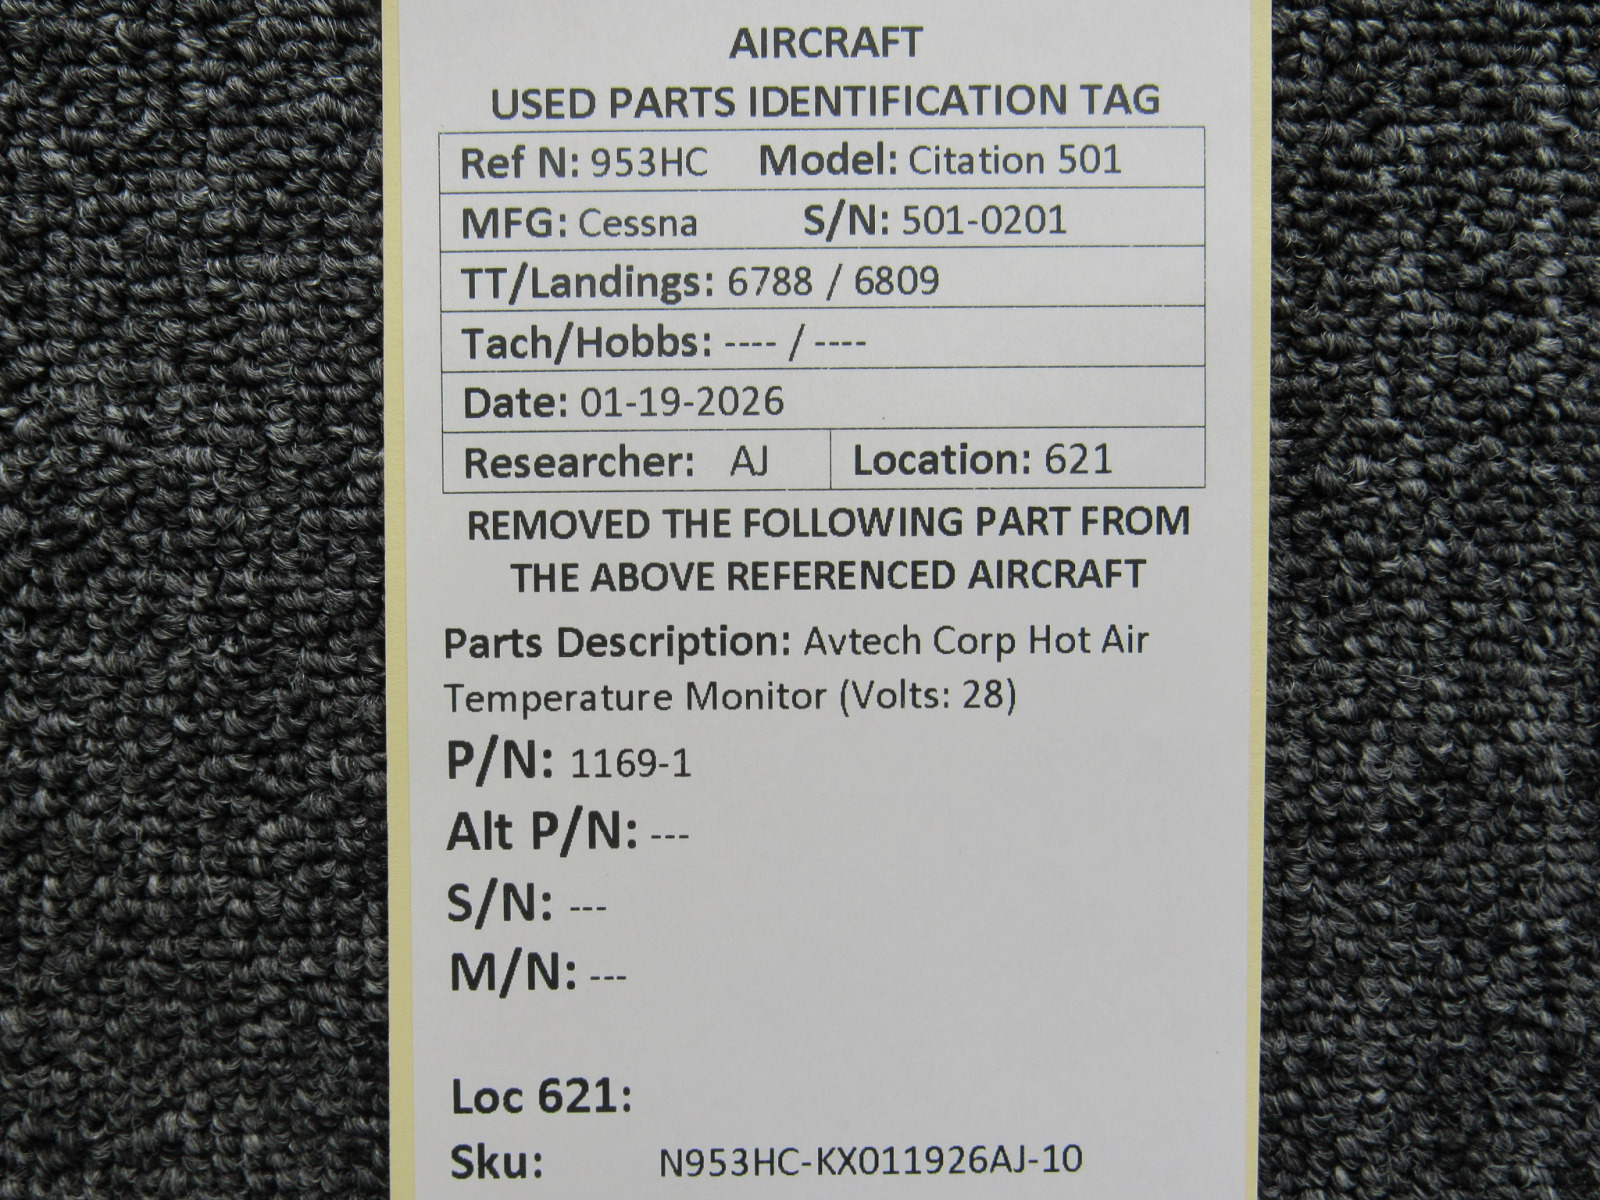 AIRCRAFT
USED PARTS IDENTIFICATION TAG
Ref N: 953HC Model: Citation 501
MFG: Cessna S/N: 501-0201
TT/Landings: 6788 / 6809
Tach/Hobbs: ---- / ----
Date: 01-19-2026
Researcher: AJ Location: 621
REMOVED THE FOLLOWING PART FROM
THE ABOVE REFERENCED AIRCRAFT
Parts Description: Avtech Corp Hot Air
Temperature Monitor (Volts: 28)
P/N: 1169-1
Alt P/N: ---
S/N: ---
M/N: ---
Loc 621:
Sku: N953HC-KX011926AJ-10